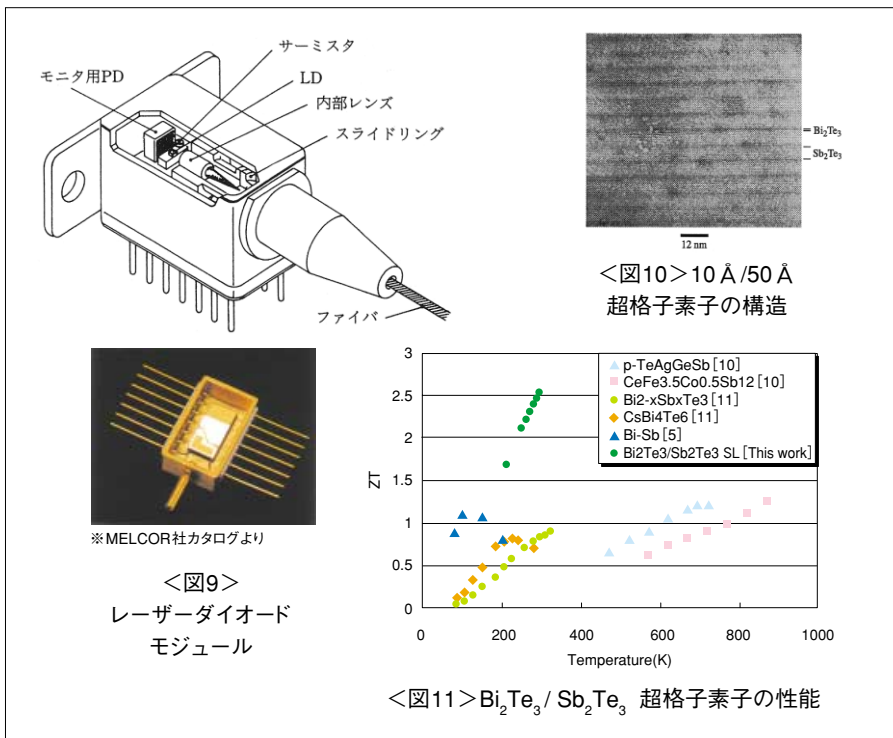 サーミスタ
モニタ用PD
LD
内部レンズ
スライドリング
ファイバ
Bi₂Te₃
Sb₂Te₃
12 nm
<図10>10Å/50Å
超格子素子の構造
※MELCOR社カタログより
<図9>
レーザーダイオード
モジュール
3
2.5
2
1.5
1
0.5
0
ZT
p-TeAgGeSb[10]
CeFe3.5Co0.5Sb12[10]
Bi2-xSbxTe3[11]
CsBi4Te6[11]
Bi-Sb[5]
Bi2Te3/Sb2Te3 SL[This work]
0 200 400 600 800 1000
Temperature(K)
<図11>Bi₂Te₃/Sb₂Te₃ 超格子素子の性能